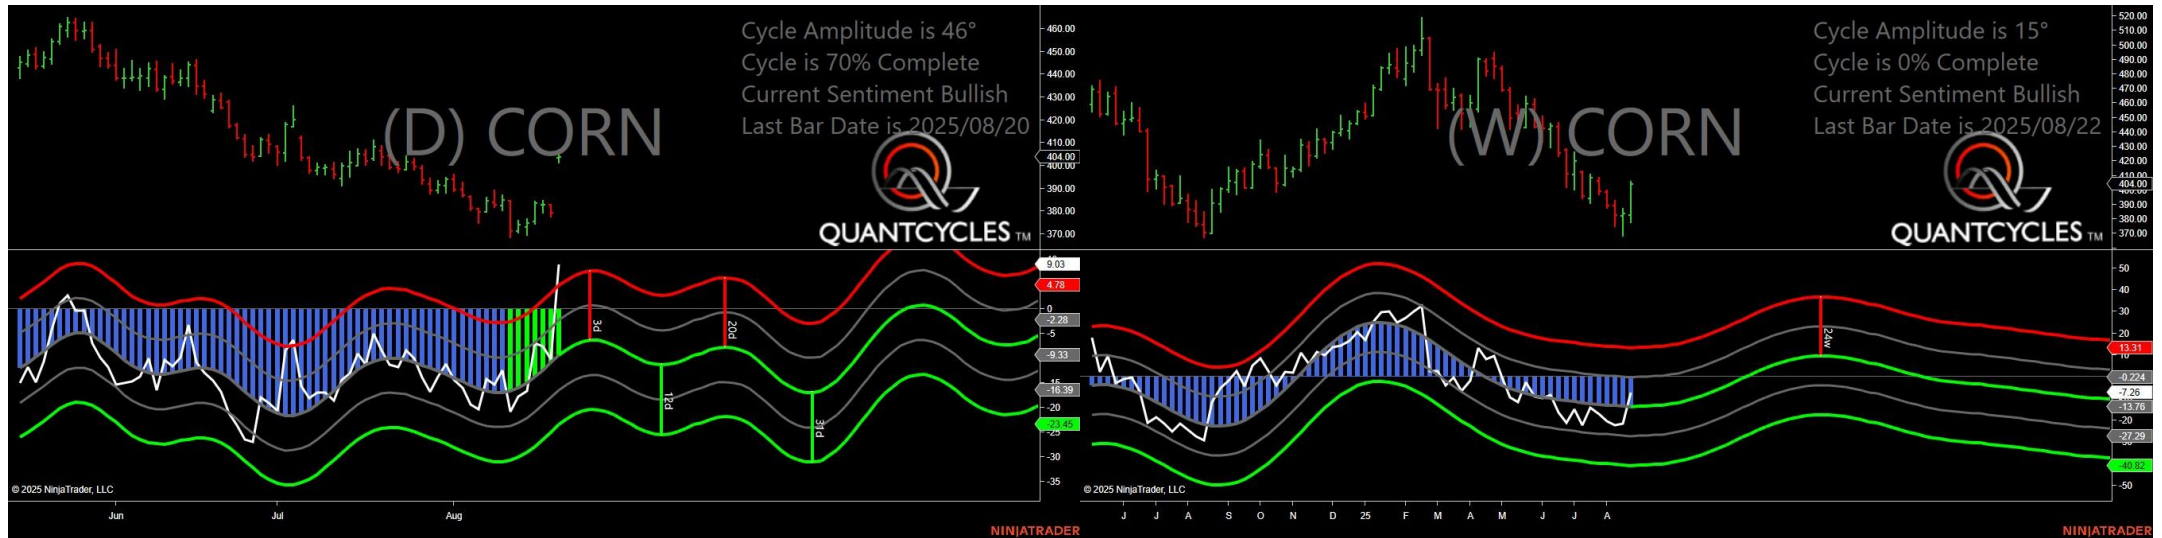 Cycle Amplitude is 46°
Cycle is 70% Complete
Current Sentiment Bullish
Last Bar Date is 2025/08/20
(D) CORN
QUANTCYCLES TM
460.00
450.00
440.00
430.00
420.00
410.00
404.00
400.00
390.00
380.00
370.00
9.03
4.78
0
-2.28
-5
-9.33
-15
-16.39
-20
-23.45
-25
-30
-35
3d
12d
20d
31d
© 2025 NinjaTrader, LLC
Jun
Jul
Aug
NINJATRADER
Cycle Amplitude is 15°
Cycle is 0% Complete
Current Sentiment Bullish
Last Bar Date is 2025/08/22
(W) CORN
QUANTCYCLES TM
520.00
510.00
500.00
490.00
480.00
470.00
460.00
450.00
440.00
430.00
420.00
410.00
404.00
400.00
390.00
380.00
370.00
50
40
30
20
13.31
10
-0.224
-7.26
-13.76
-20
-27.29
-40.82
-50
24w
© 2025 NinjaTrader, LLC
J
J
A
S
O
N
D
25
F
M
A
M
J
J
A
NINJATRADER